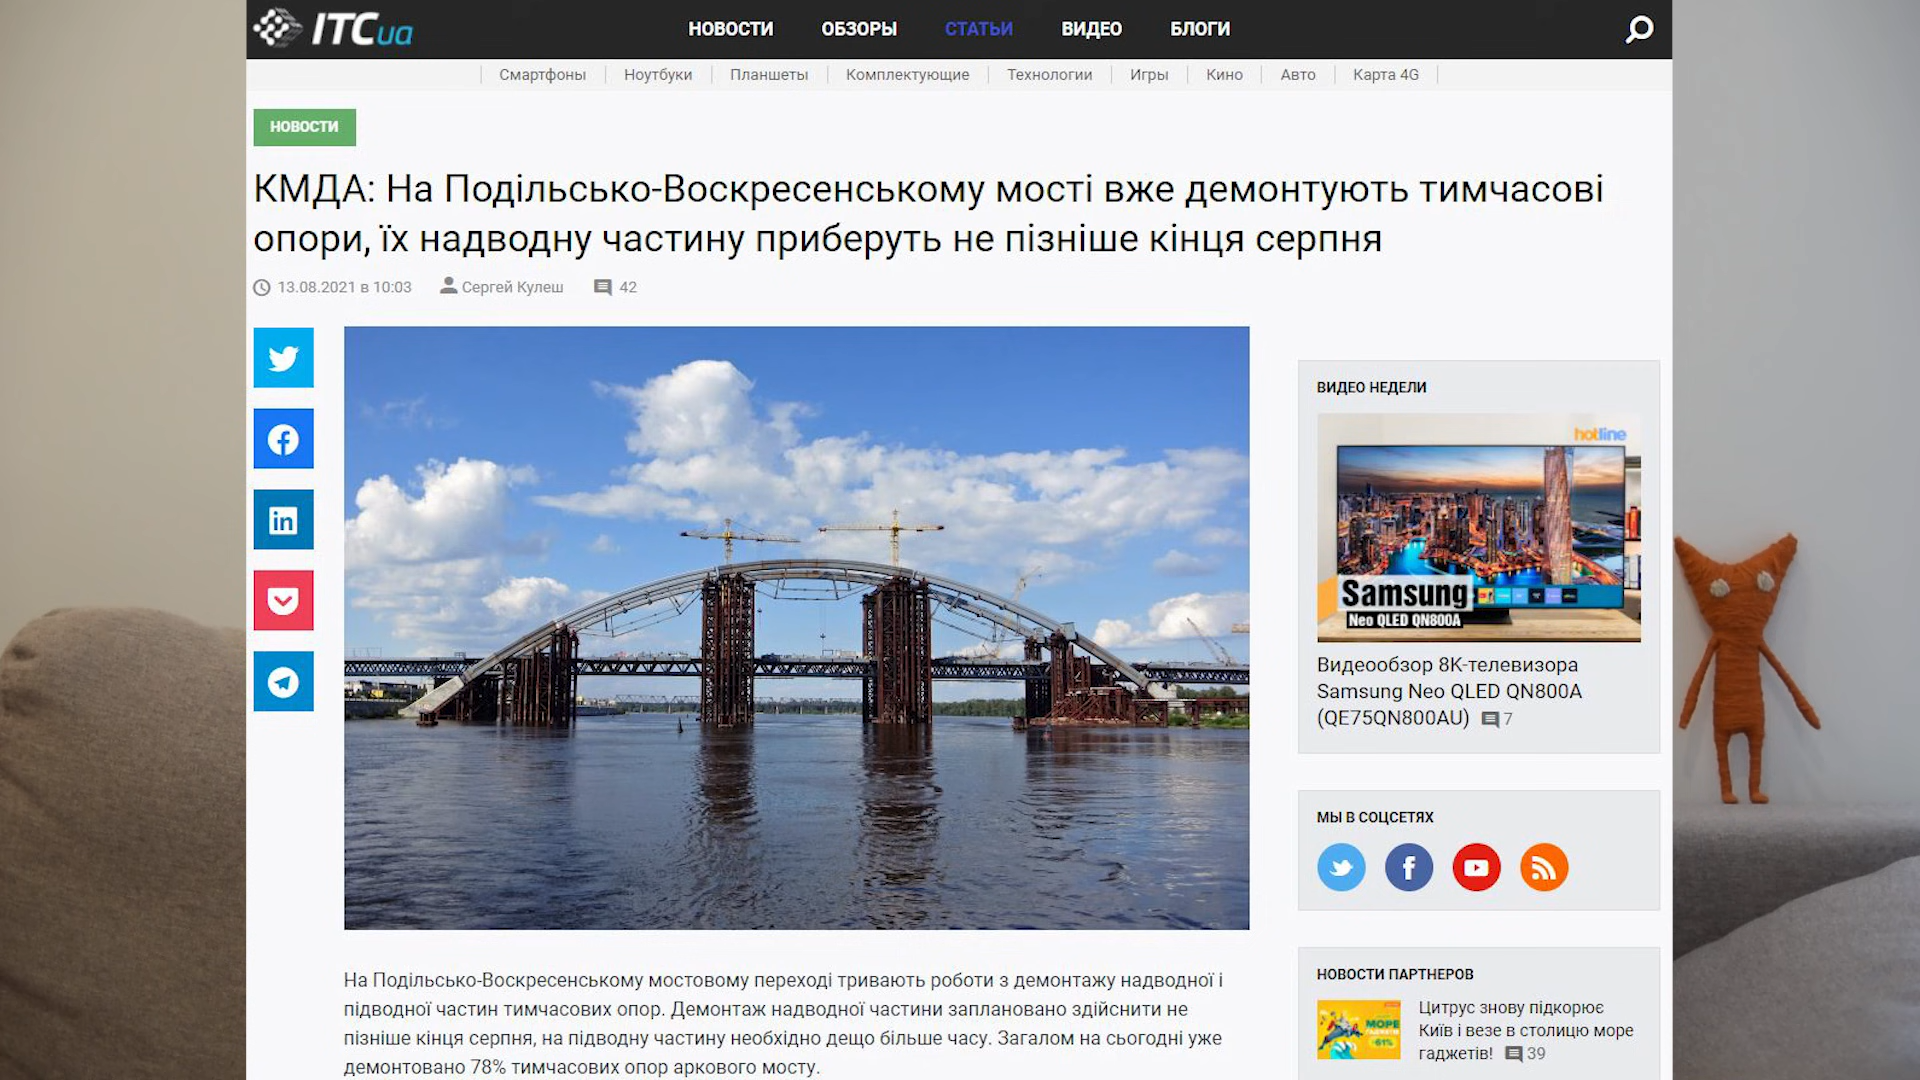 ITC.ua
НОВОСТИ
ОБЗОРЫ
СТАТЬИ
ВИДЕО
БЛОГИ
Смартфоны
Ноутбуки
Планшеты
Комплектующие
Технологии
Игры
Кино
Авто
Карта 4G
НОВОСТИ
КМДА: На Подільсько-Воскресенському мості вже демонтують тимчасові
опори, їх надводну частину приберуть не пізніше кінця серпня
13.08.2021 в 10:03
Сергей Кулеш
42
На Подільсько-Воскресенському мостовому переході тривають роботи з демонтажу надводної і
підводної частин тимчасових опор. Демонтаж надводної частини заплановано здійснити не
пізніше кінця серпня, на підводну частину необхідно дещо більше часу. Загалом на сьогодні уже
демонтовано 78% тимчасових опор аркового мосту.
ВИДЕО НЕДЕЛИ
hotline
Samsung
Neo QLED QN800A
Видеообзор 8K-телевизора
Samsung Neo QLED QN800A
(QE75QN800AU) 7
МЫ В СОЦСЕТЯХ
НОВОСТИ ПАРТНЕРОВ
МОРЕ
-61%
Цитрус знову підкорює
Київ і везе в столицю море
гаджетів! 39